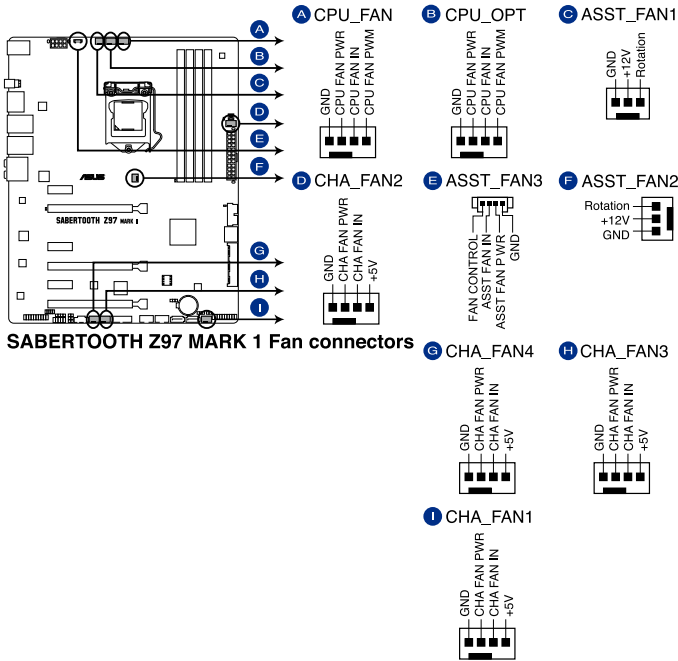 A CPU_FAN
GND
CPU FAN PWR
CPU FAN IN
CPU FAN PWM
B CPU_OPT
GND
CPU FAN PWR
CPU FAN IN
CPU FAN PWM
C ASST_FAN1
GND
+12V
Rotation
A
B
C
D
E
F
G
H
I
ASUS
SABERTOOTH Z97 MARK 1
D CHA_FAN2
GND
CHA FAN PWR
CHA FAN IN
+5V
E ASST_FAN3
FAN CONTROL
ASST FAN IN
ASST FAN PWR
GND
F ASST_FAN2
Rotation
+12V
GND
SABERTOOTH Z97 MARK 1 Fan connectors
G CHA_FAN4
GND
CHA FAN PWR
CHA FAN IN
+5V
H CHA_FAN3
GND
CHA FAN PWR
CHA FAN IN
+5V
I CHA_FAN1
GND
CHA FAN PWR
CHA FAN IN
+5V